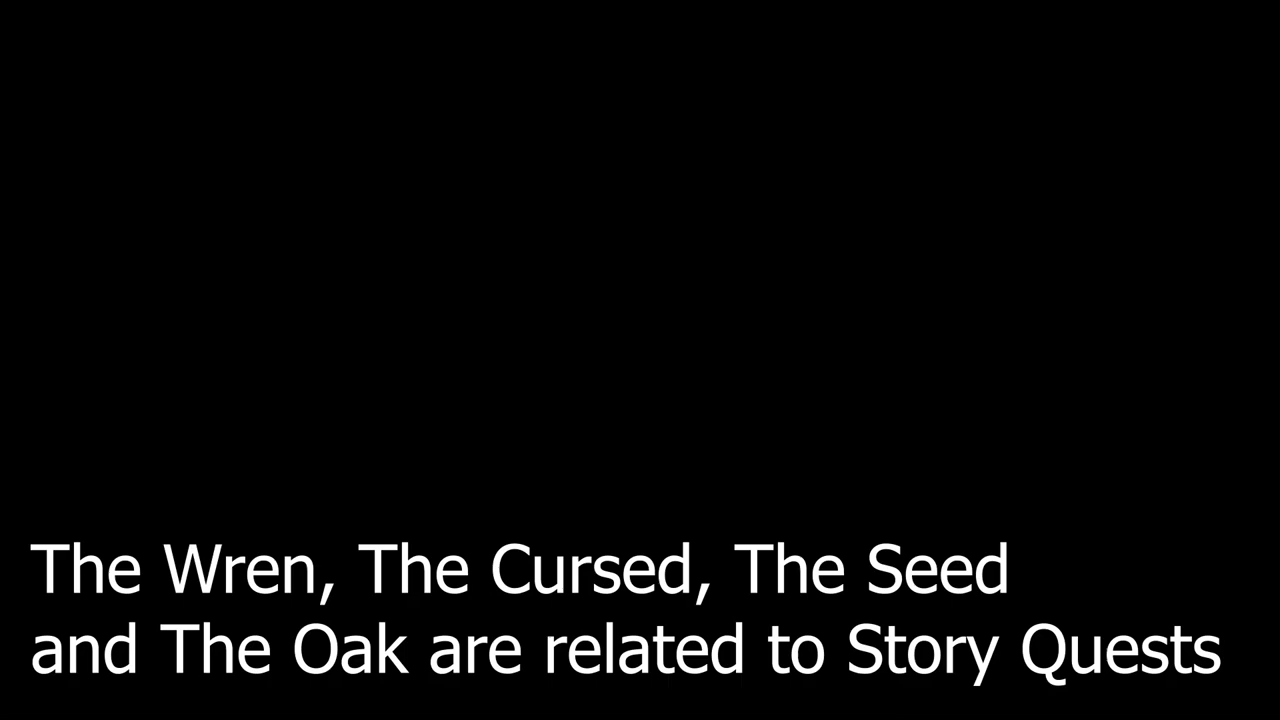 The Wren, The Cursed, The Seed
and The Oak are related to Story Quests